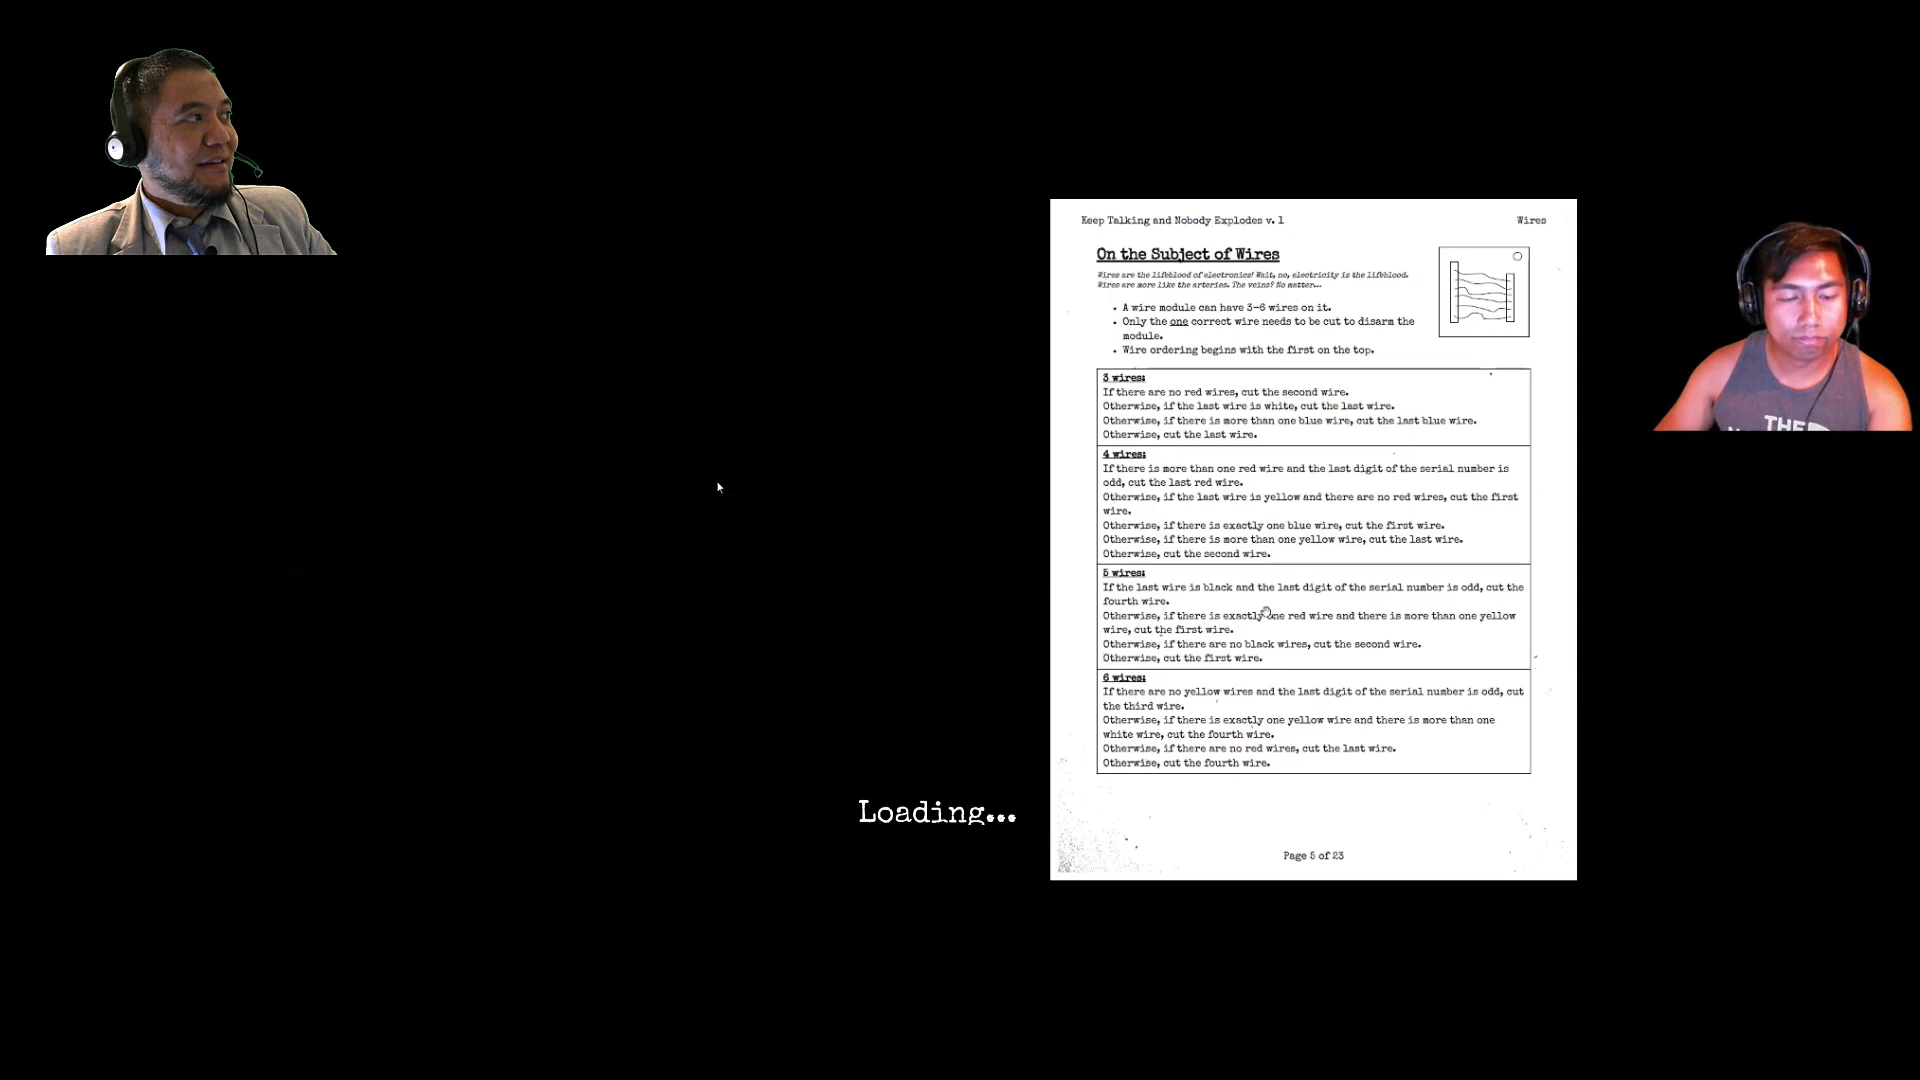 Keep Talking and Nobody Explodes v. 1
Wires
On the Subject of Wires
Wires are the lifeblood of electronics! Wait, no, electricity is the lifeblood.
Wires are more like the arteries. The veins? No matter...
• A wire module can have 3-6 wires on it.
• Only the one correct wire needs to be cut to disarm the
module.
• Wire ordering begins with the first on the top.
3 wires:
If there are no red wires, cut the second wire.
Otherwise, if the last wire is white, cut the last wire.
Otherwise, if there is more than one blue wire, cut the last blue wire.
Otherwise, cut the last wire.
4 wires:
If there is more than one red wire and the last digit of the serial number is
odd, cut the last red wire.
Otherwise, if the last wire is yellow and there are no red wires, cut the first
wire.
Otherwise, if there is exactly one blue wire, cut the first wire.
Otherwise, if there is more than one yellow wire, cut the last wire.
Otherwise, cut the second wire.
5 wires:
If the last wire is black and the last digit of the serial number is odd, cut the
fourth wire.
Otherwise, if there is exactly one red wire and there is more than one yellow
wire, cut the first wire.
Otherwise, if there are no black wires, cut the second wire.
Otherwise, cut the first wire.
6 wires:
If there are no yellow wires and the last digit of the serial number is odd, cut
the third wire.
Otherwise, if there is exactly one yellow wire and there is more than one
white wire, cut the fourth wire.
Otherwise, if there are no red wires, cut the last wire.
Otherwise, cut the fourth wire.
Page 5 of 23
Loading...
THE